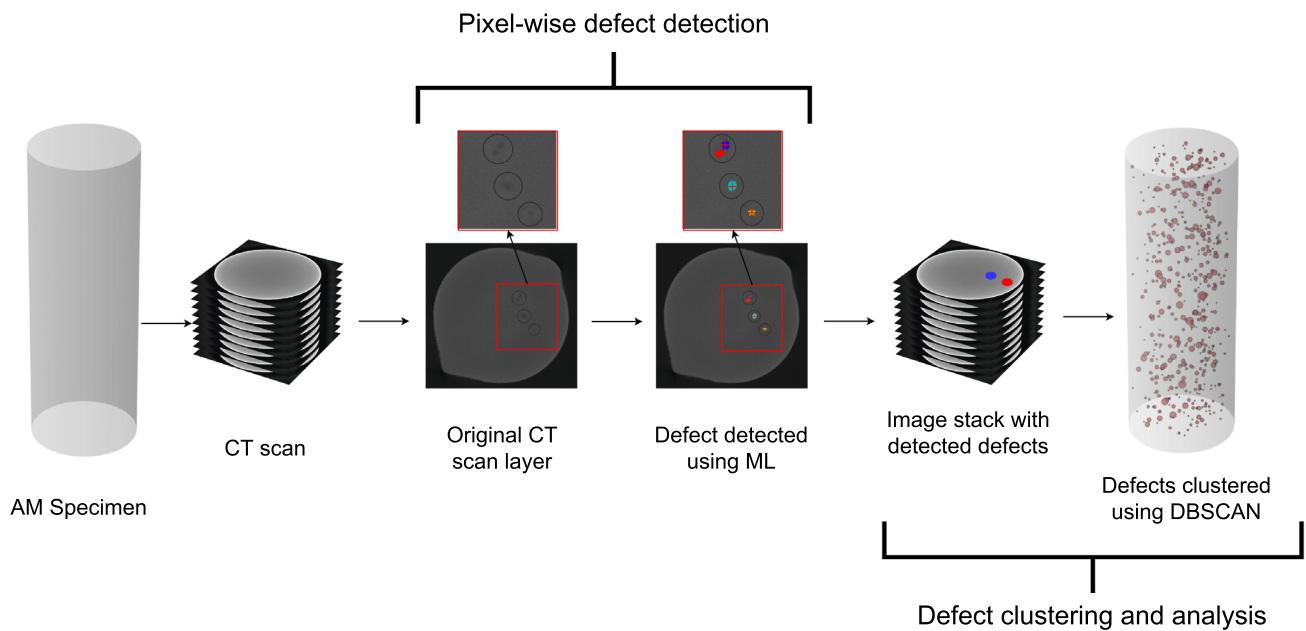 Pixel-wise defect detection
AM Specimen
CT scan
Original CT
scan layer
Defect detected
using ML
Image stack with
detected defects
Defects clustered
using DBSCAN
Defect clustering and analysis